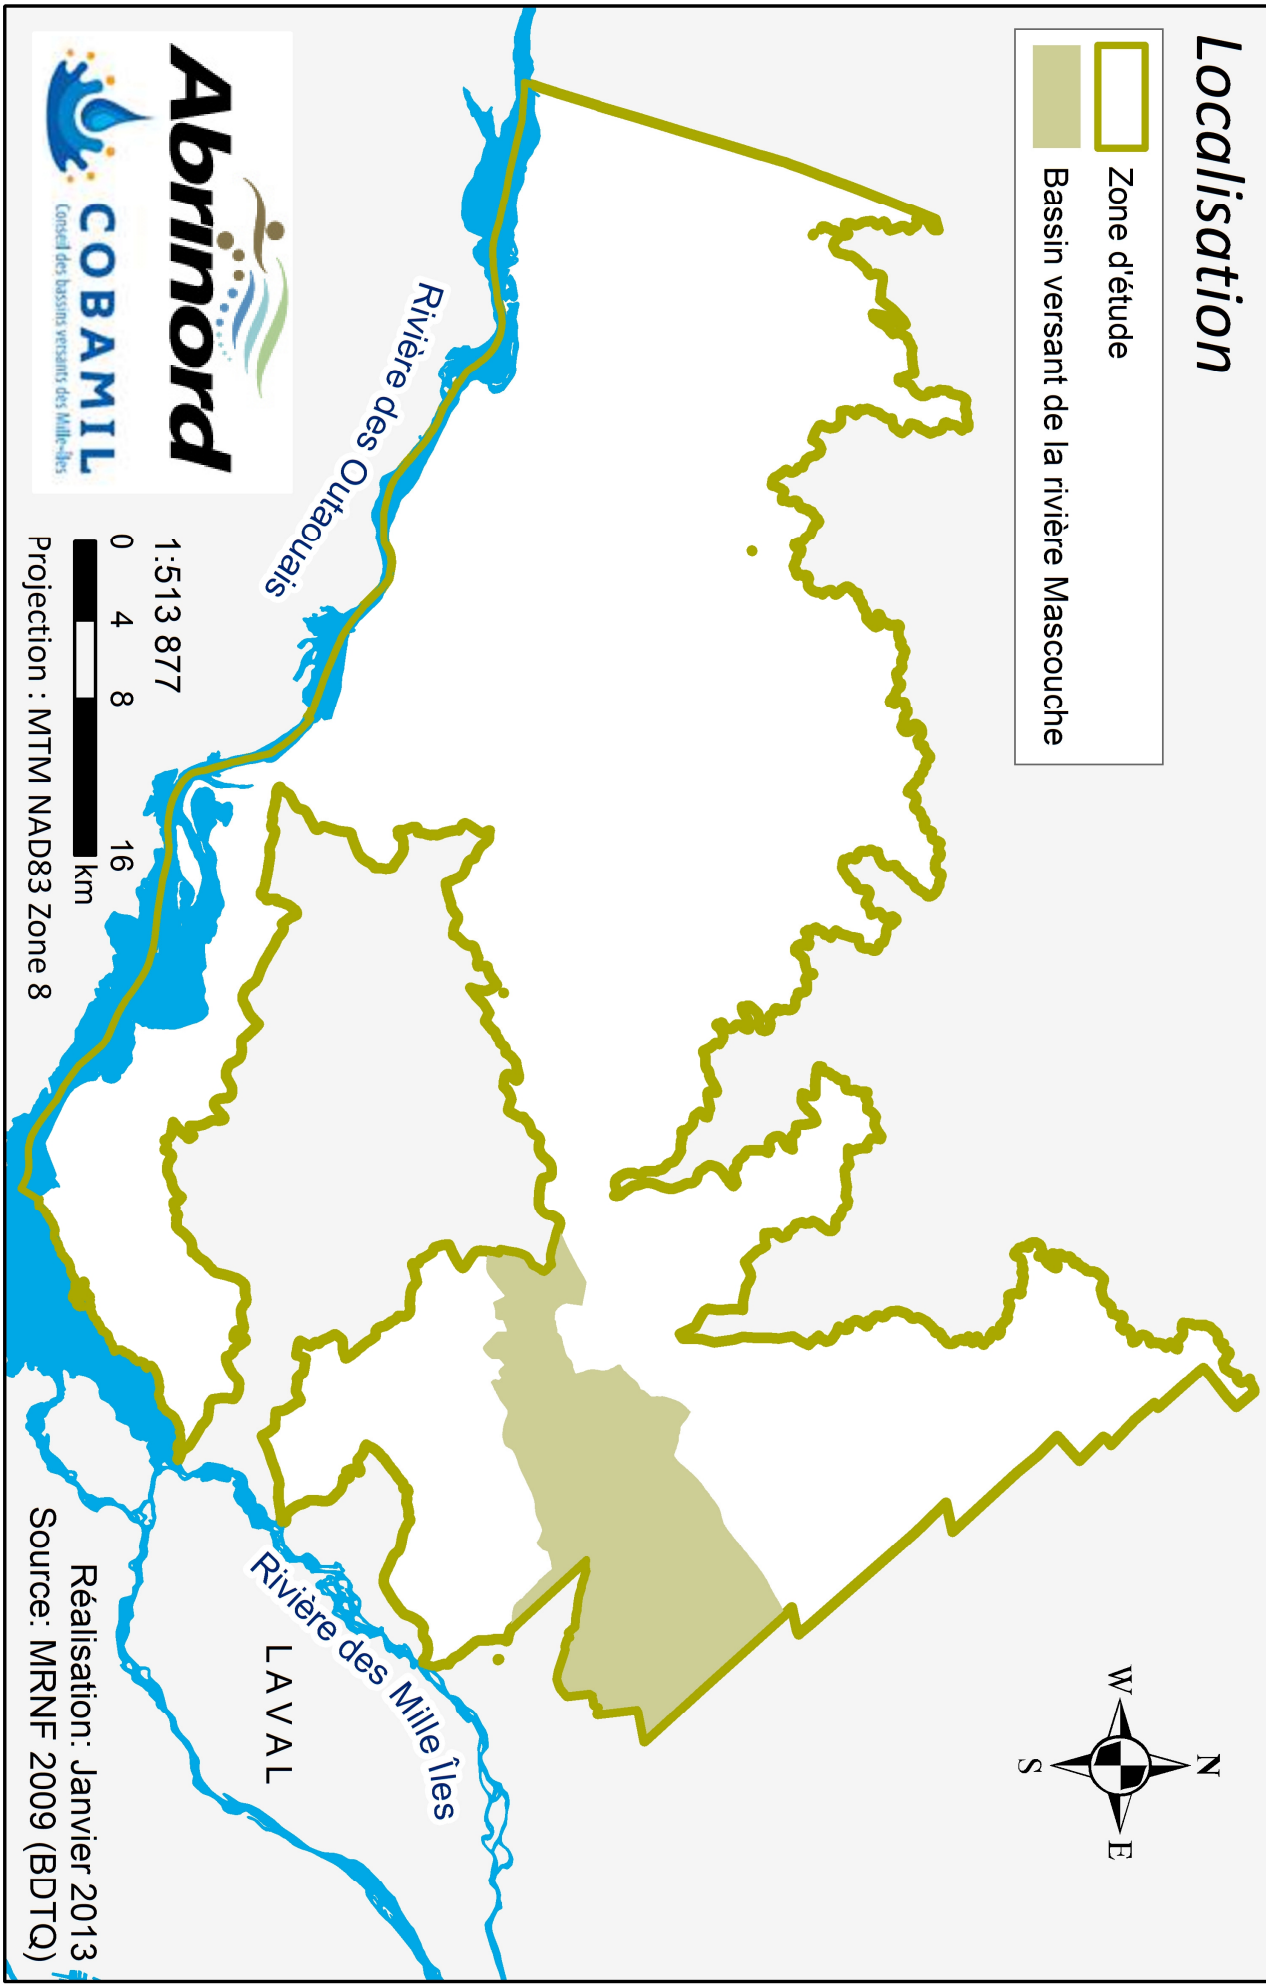 Localisation
Zone d'étude
Bassin versant de la rivière Mascouche
N
W
E
S
Rivière des Outaouais
Rivière des Mille Îles
LAVAL
Abrinord
COBAMIL
Conseil des bassins versants des Mille-Îles
1:513 877
0 4 8 16
km
Projection : MTM NAD83 Zone 8
Réalisation: Janvier 2013
Source: MRNF 2009 (BDTQ)